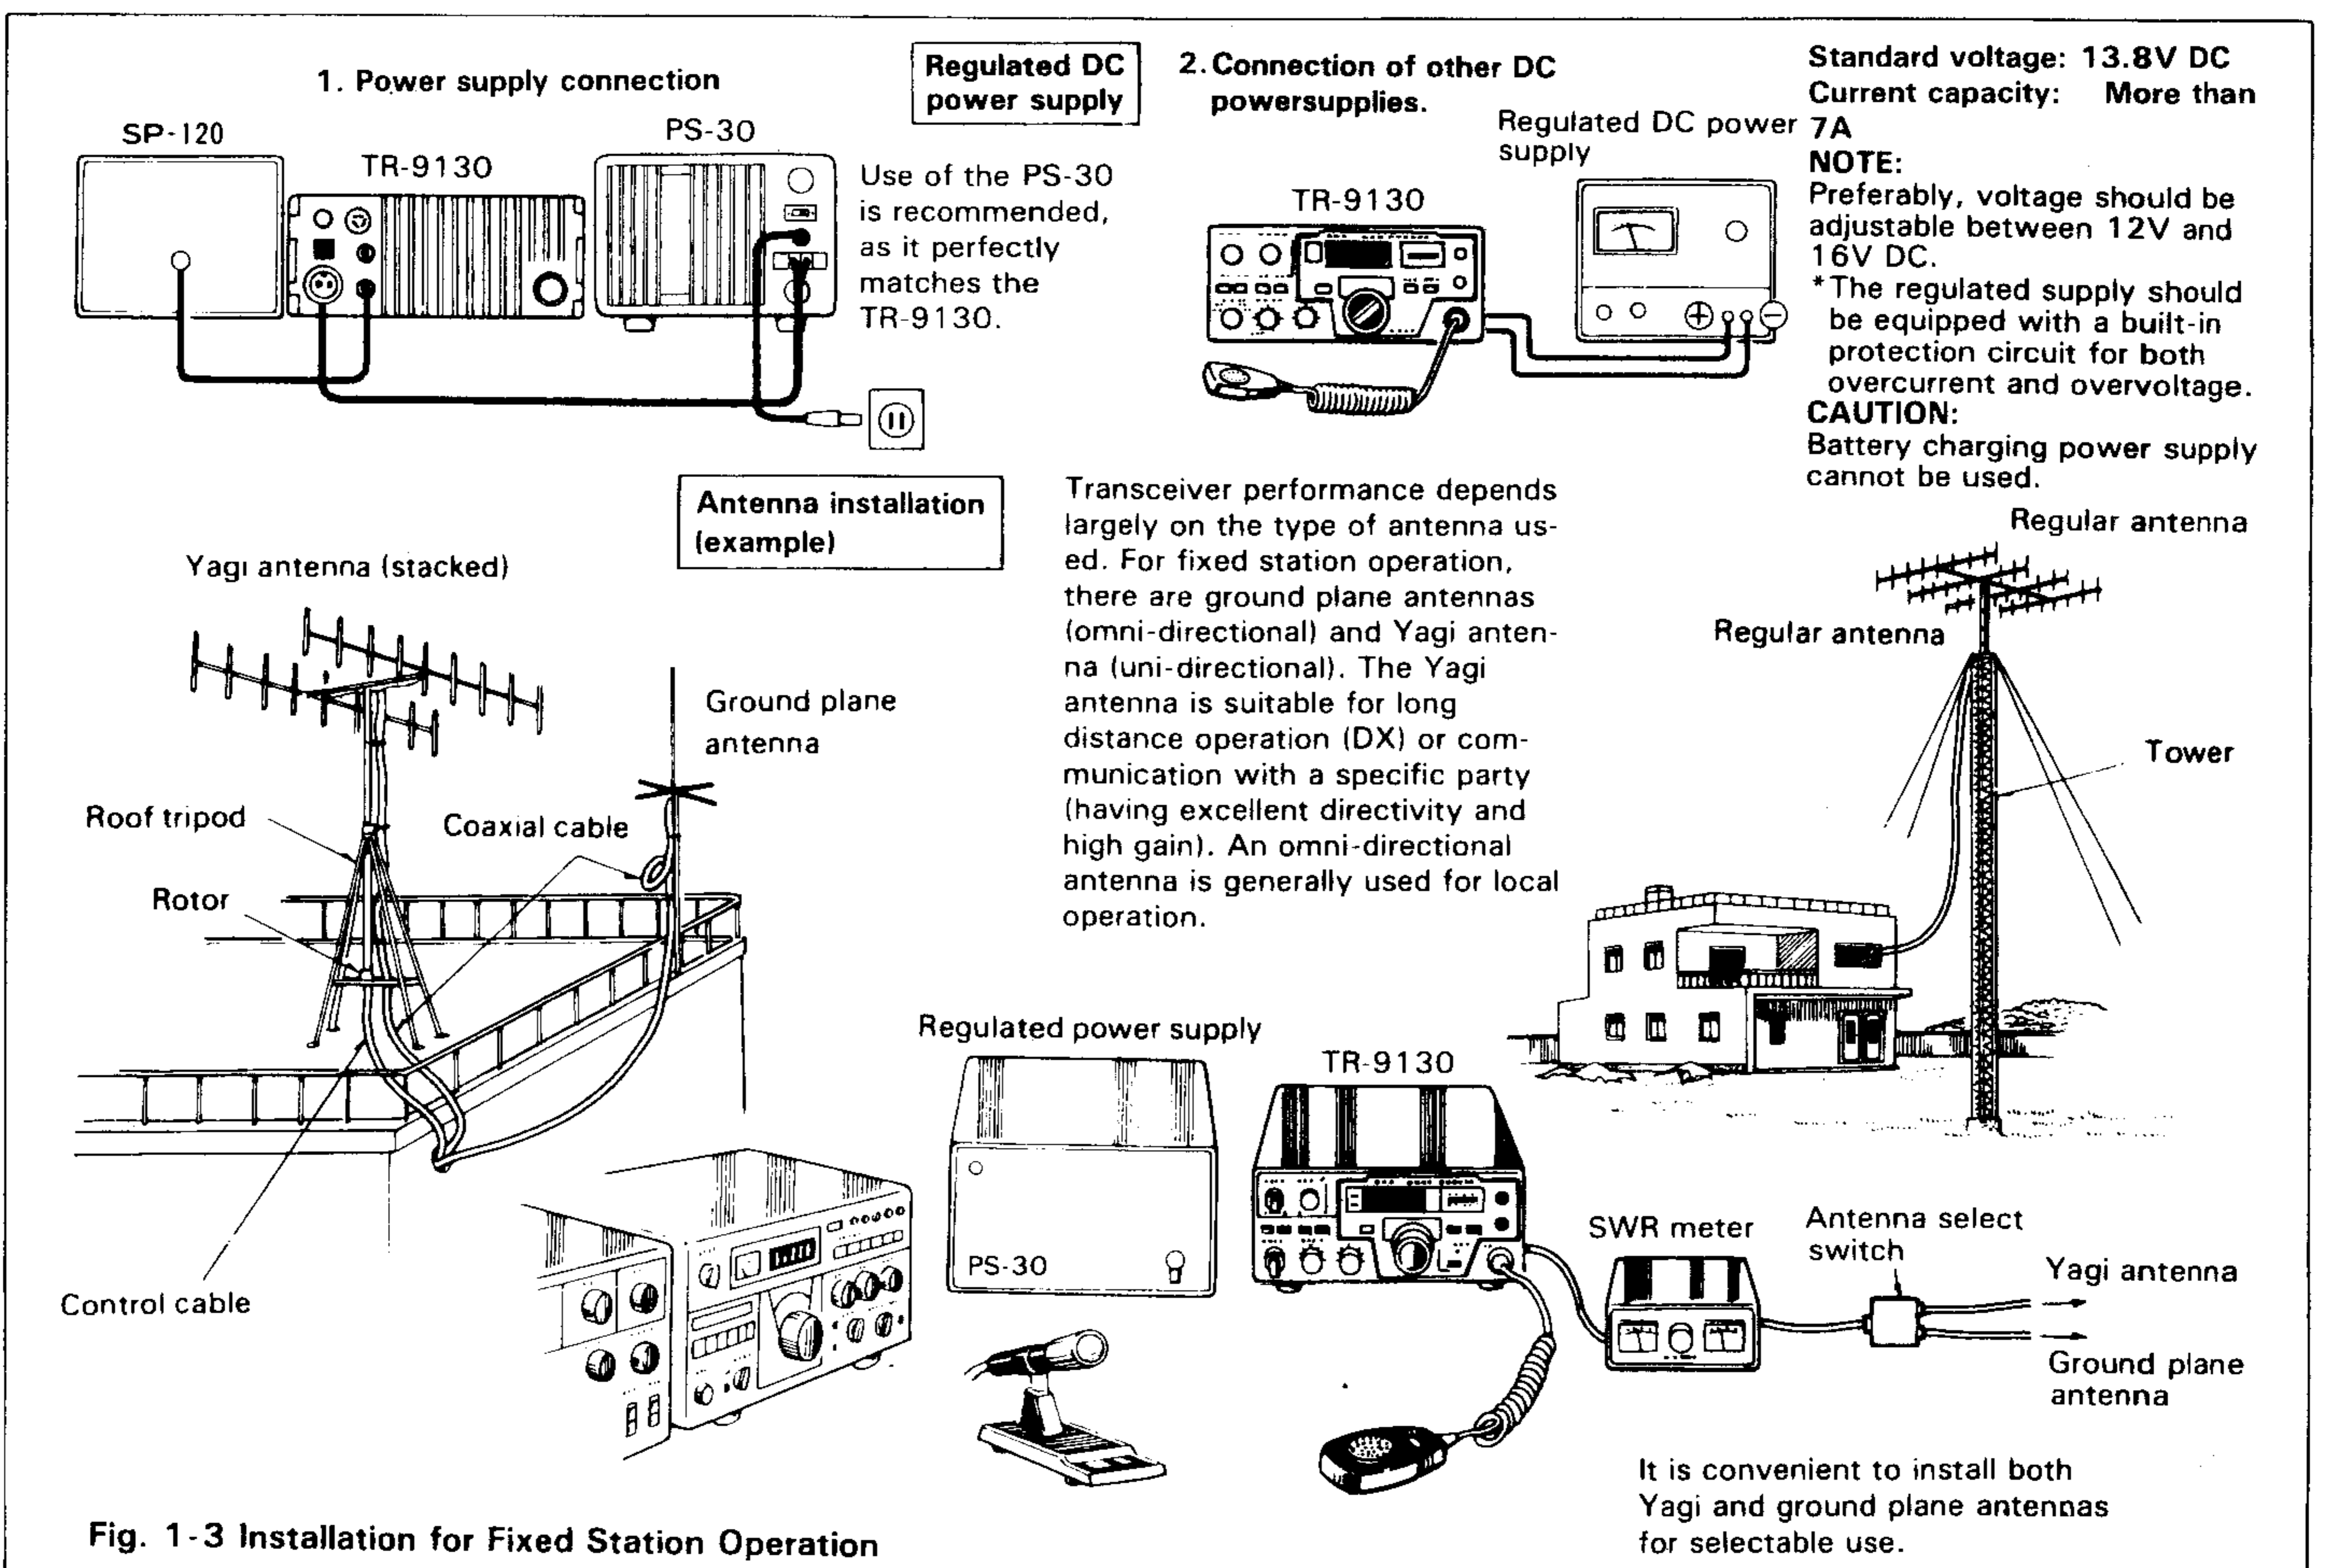 1. Power supply connection
SP-120
TR-9130
PS-30
Regulated DC
power supply
Use of the PS-30
is recommended,
as it perfectly
matches the
TR-9130.
2. Connection of other DC
powersupplies.
TR-9130
Regulated DC power
supply
Standard voltage: 13.8V DC
Current capacity: More than
7A
NOTE:
Preferably, voltage should be
adjustable between 12V and
16V DC.
*The regulated supply should
be equipped with a built-in
protection circuit for both
overcurrent and overvoltage.
CAUTION:
Battery charging power supply
cannot be used.
Antenna installation
(example)
Yagi antenna (stacked)
Ground plane
antenna
Roof tripod
Coaxial cable
Rotor
Control cable
Transceiver performance depends
largely on the type of antenna us-
ed. For fixed station operation,
there are ground plane antennas
(omni-directional) and Yagi anten-
na (uni-directional). The Yagi
antenna is suitable for long
distance operation (DX) or com-
munication with a specific party
(having excellent directivity and
high gain). An omni-directional
antenna is generally used for local
operation.
Regular antenna
Regular antenna
Tower
Regulated power supply
PS-30
TR-9130
SWR meter
Antenna select
switch
Yagi antenna
Ground plane
antenna
It is convenient to install both
Yagi and ground plane antennas
for selectable use.
Fig. 1-3 Installation for Fixed Station Operation